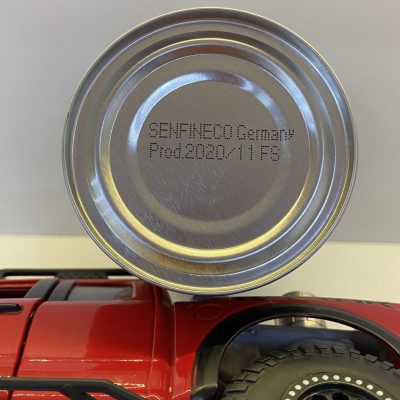 SENFINECO Germany
Prod.2020/11 FS